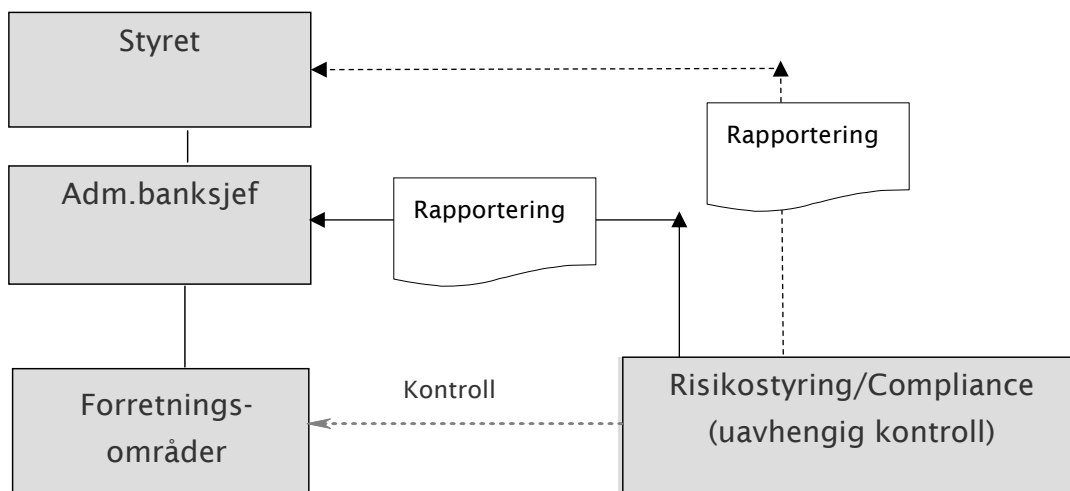 Styret
Rapportering
Adm.banksjef
Rapportering
Kontroll
Risikostyring/Compliance
(uavhengig kontroll)
Forretnings-
områder